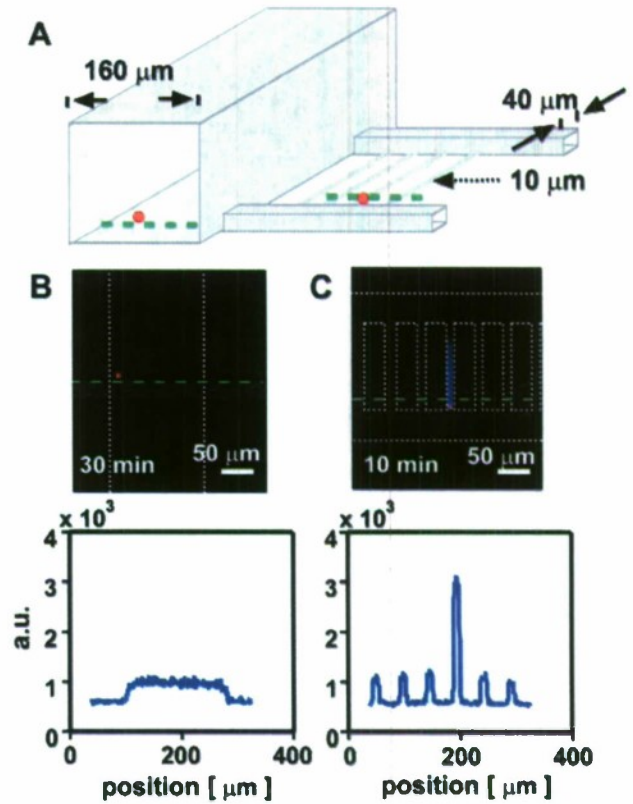 A
160 μm
40 μm
10 μm
B
C
30 min
50 μm
10 min
50 μm
x 10³
x 10³
4
4
3
3
a.u.
2
2
1
1
0
0
0
200
400
0
200
400
position [ μm]
position [ μm]